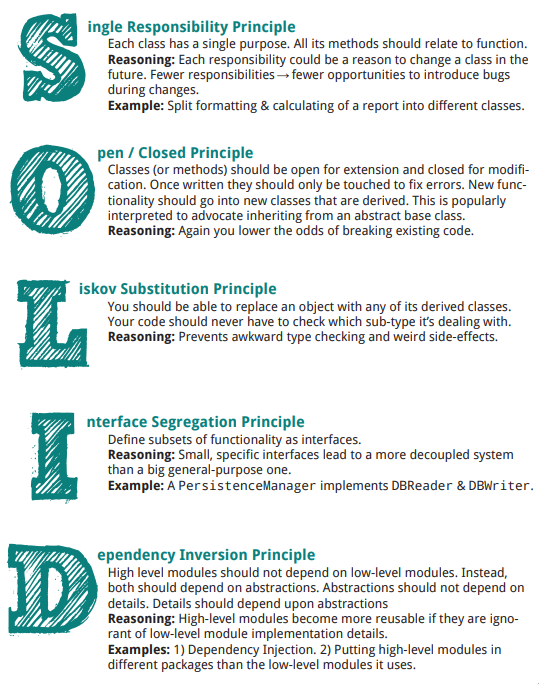 Single Responsibility Principle
Each class has a single purpose. All its methods should relate to function.
Reasoning: Each responsibility could be a reason to change a class in the
future. Fewer responsibilities→fewer opportunities to introduce bugs
during changes.
Example: Split formatting & calculating of a report into different classes.
Open / Closed Principle
Classes (or methods) should be open for extension and closed for modifi-
cation. Once written they should only be touched to fix errors. New func-
tionality should go into new classes that are derived. This is popularly
interpreted to advocate inheriting from an abstract base class.
Reasoning: Again you lower the odds of breaking existing code.
Liskov Substitution Principle
You should be able to replace an object with any of its derived classes.
Your code should never have to check which sub-type it's dealing with.
Reasoning: Prevents awkward type checking and weird side-effects.
Interface Segregation Principle
Define subsets of functionality as interfaces.
Reasoning: Small, specific interfaces lead to a more decoupled system
than a big general-purpose one.
Example: A PersistenceManager implements DBReader & DBWriter.
Dependency Inversion Principle
High level modules should not depend on low-level modules. Instead,
both should depend on abstractions. Abstractions should not depend on
details. Details should depend upon abstractions
Reasoning: High-level modules become more reusable if they are igno-
rant of low-level module implementation details.
Examples: 1) Dependency Injection. 2) Putting high-level modules in
different packages than the low-level modules it uses.